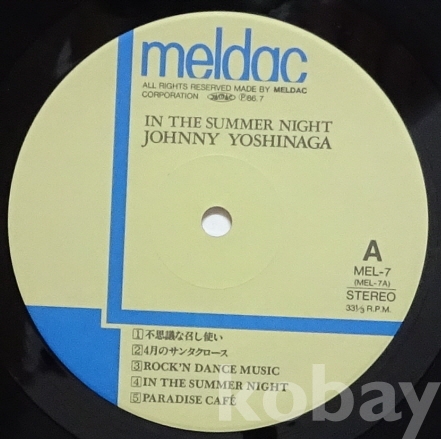 meldac
ALL RIGHTS RESERVED MADE BY MELDAC
CORPORATION Ⓟ86.7
IN THE SUMMER NIGHT
JOHNNY YOSHINAGA
A
MEL-7
(MEL-7A)
STEREO
33⅓ R.P.M.
1 不思議な召し使い
2 4月のサンタクロース
3 ROCK'N DANCE MUSIC
4 IN THE SUMMER NIGHT
5 PARADISE CAFÉ
kobay